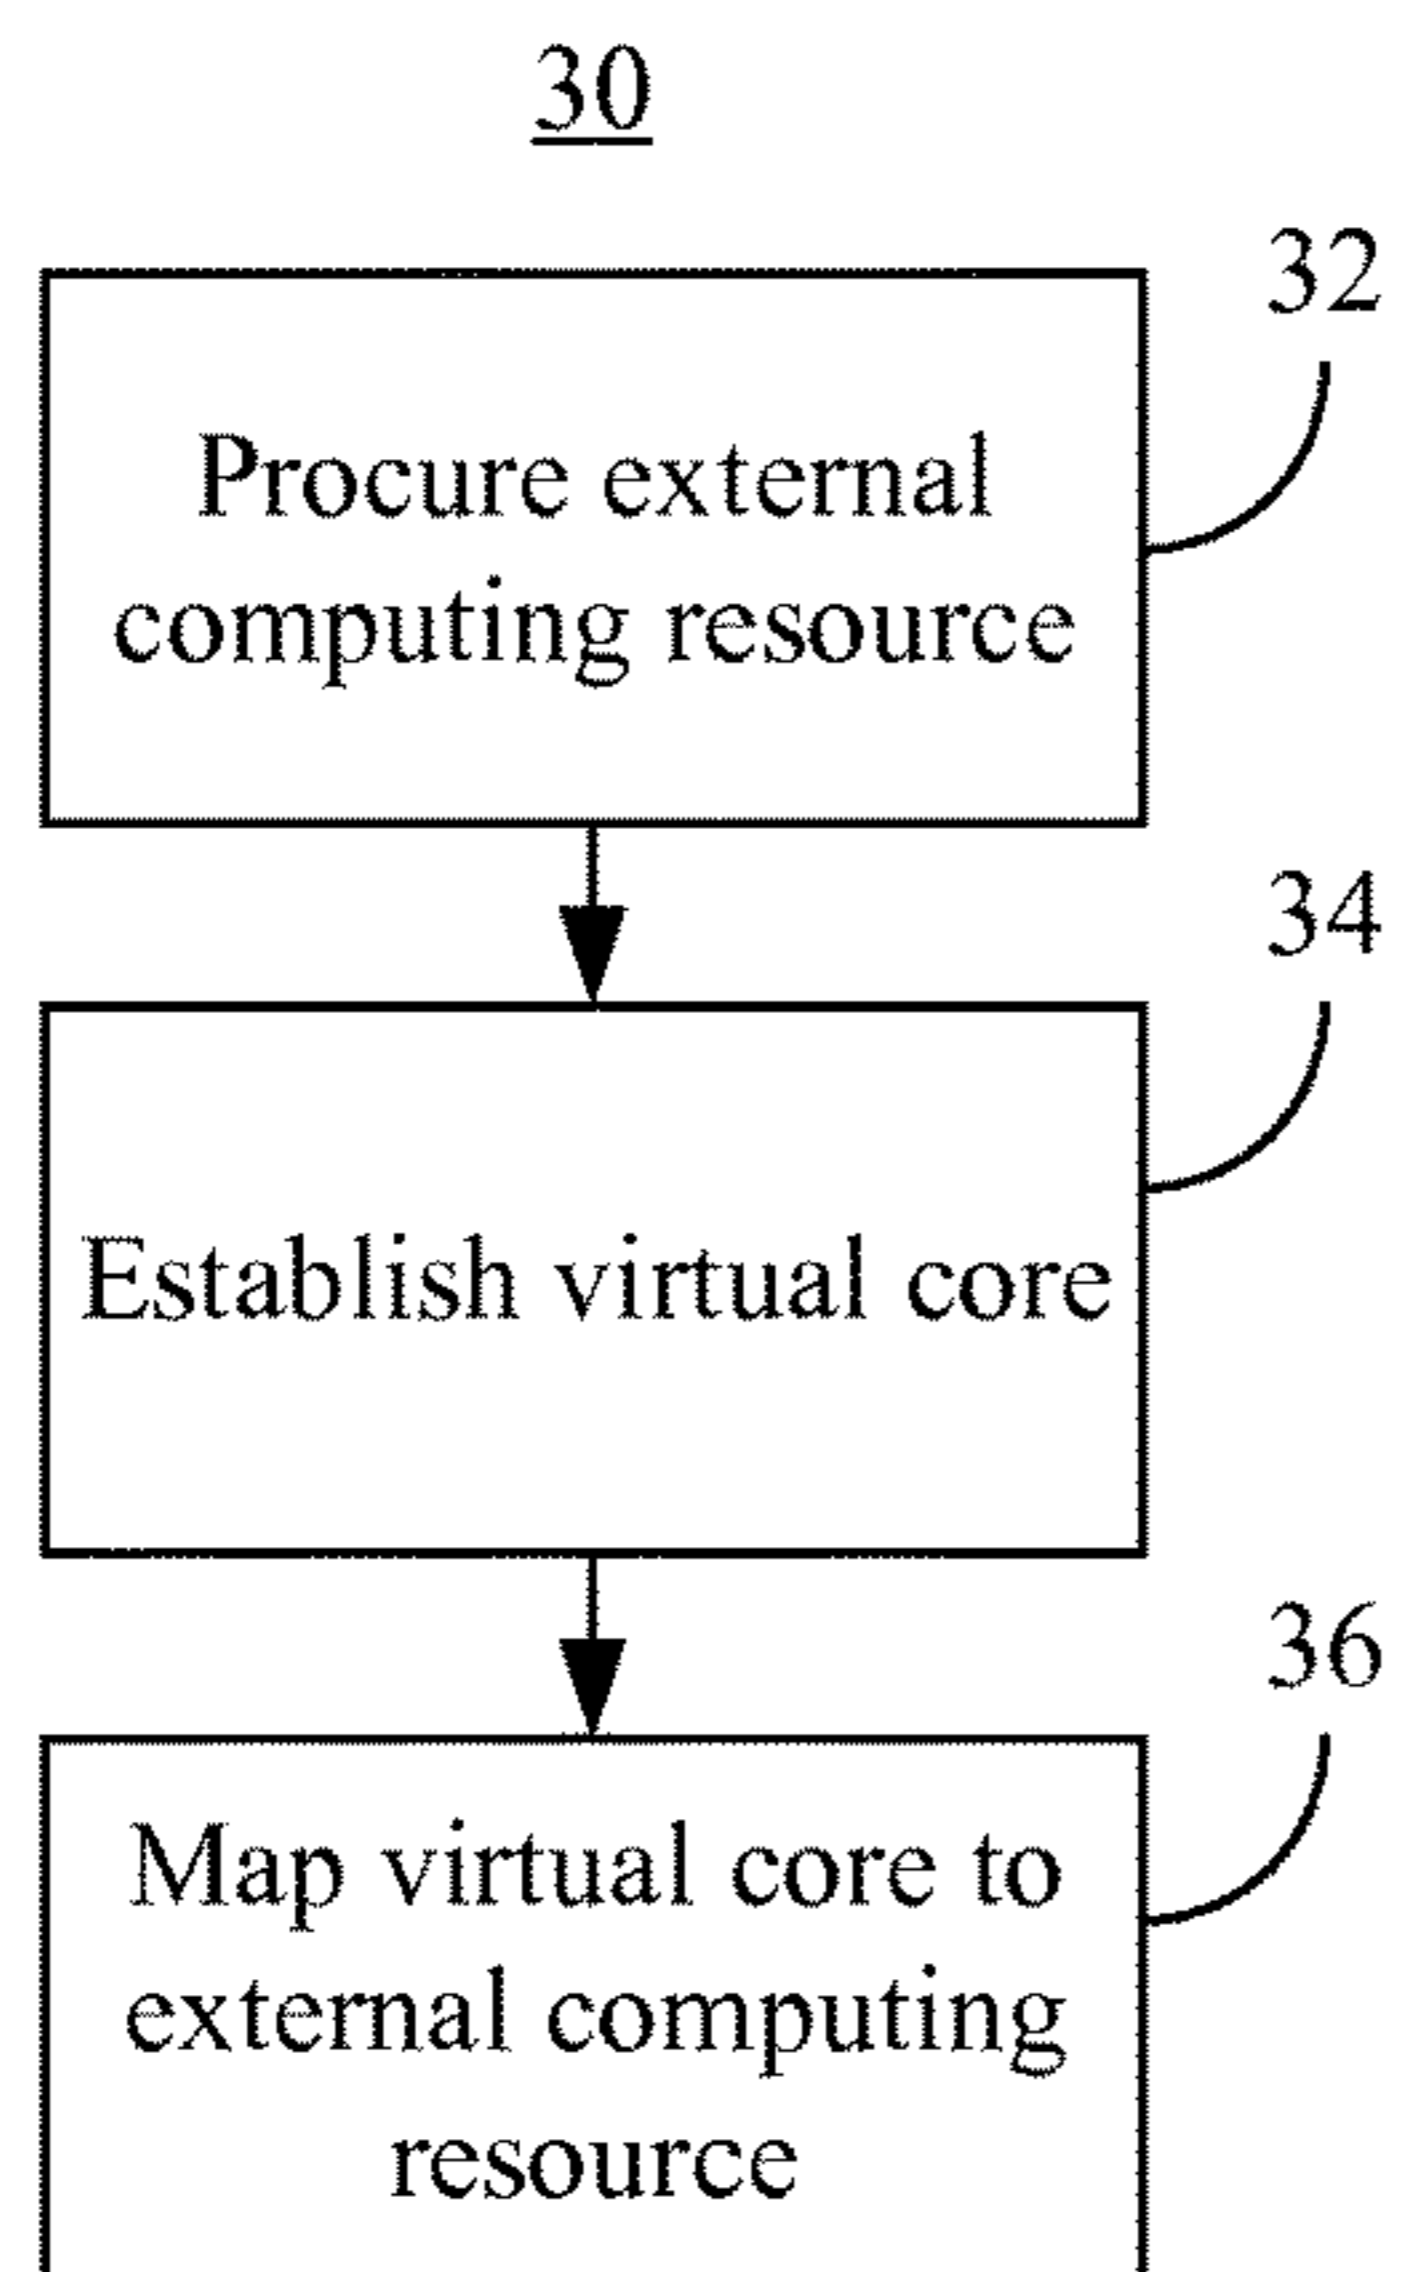 30
32
Procure external
computing resource
34
Establish virtual core
36
Map virtual core to
external computing
resource